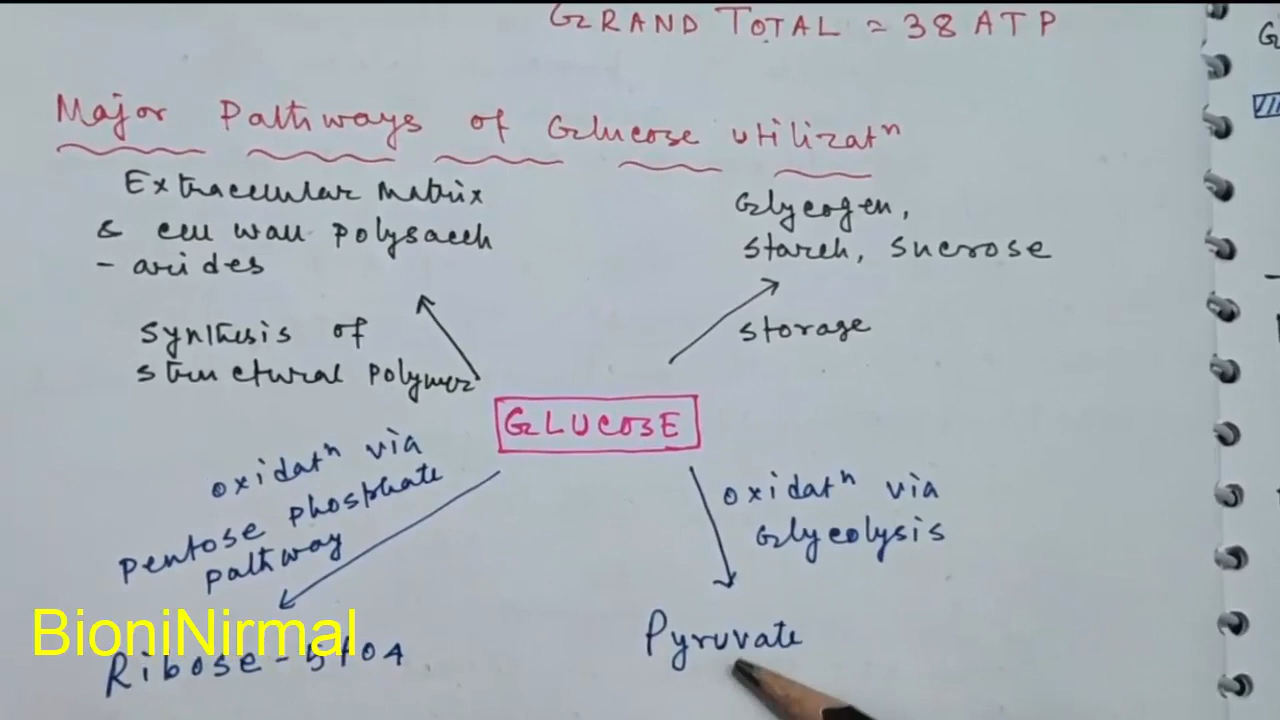 GRAND TOTAL = 38 ATP
Major Pathways of Glucose utilizatn
Extracellular matrix
& cell wall polysacch
- arides
Synthesis of
structural polymer
Glycogen,
starch, sucrose
storage
GLUCOSE
oxidatn via
pentose phosphate
pathway
oxidatn via
Glycolysis
BioniNirmal
Ribose-5PO4
Pyruvate
G